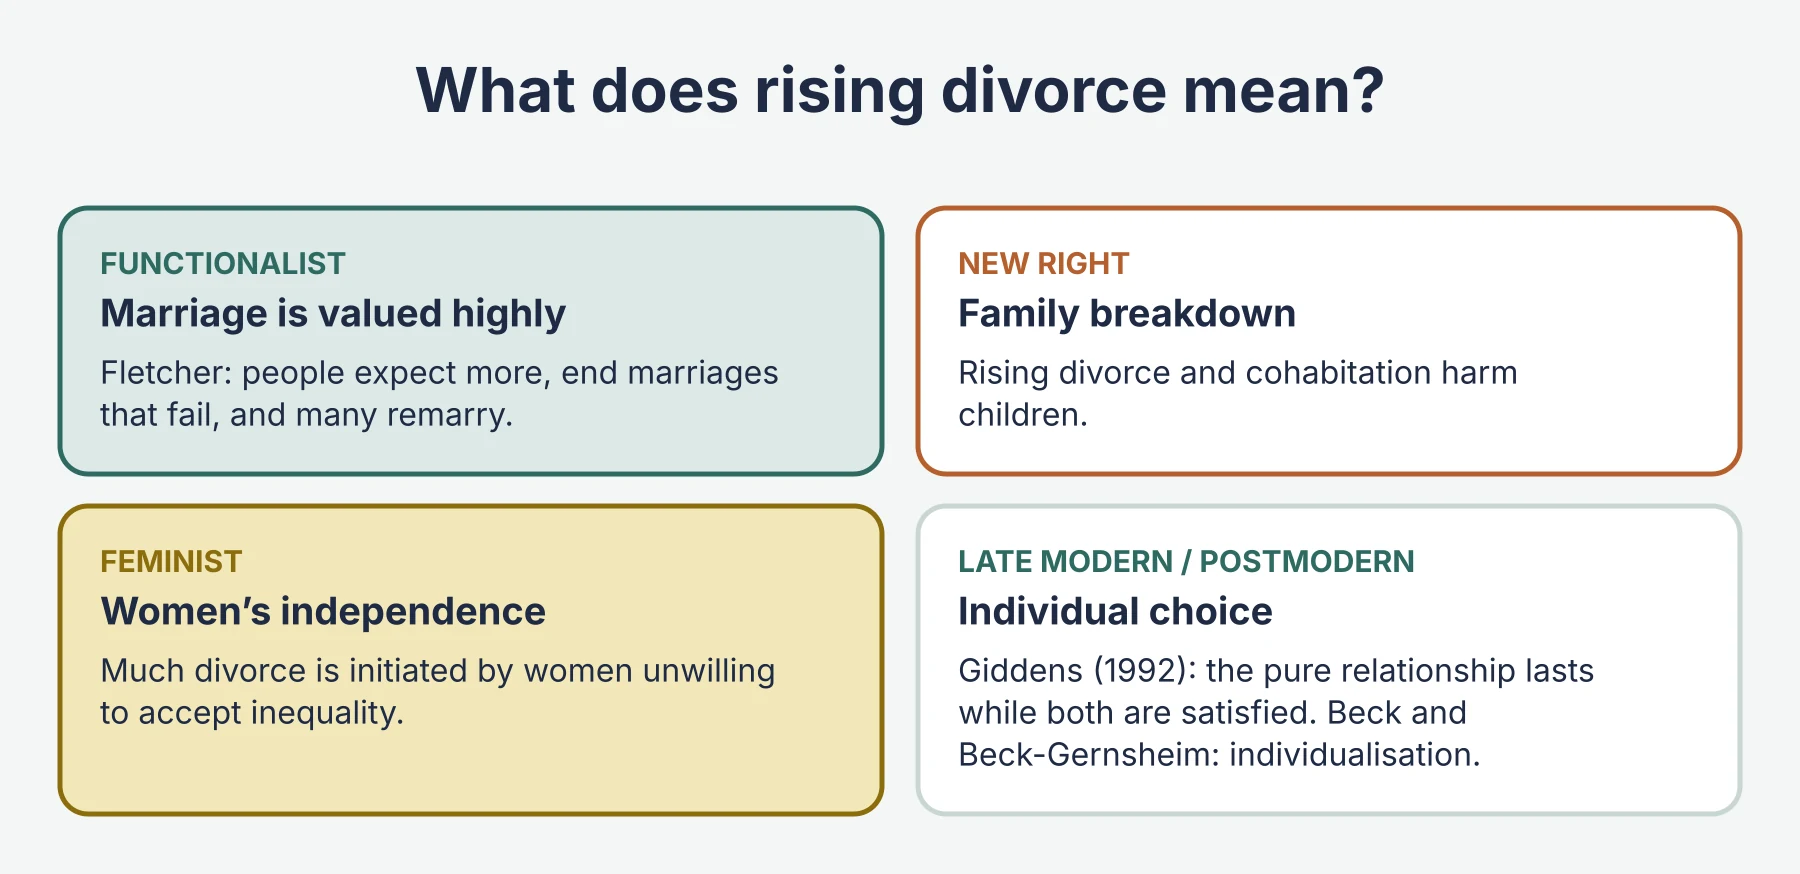 What does rising divorce mean?
FUNCTIONALIST
Marriage is valued highly
Fletcher: people expect more, end marriages
that fail, and many remarry.
NEW RIGHT
Family breakdown
Rising divorce and cohabitation harm
children.
FEMINIST
Women’s independence
Much divorce is initiated by women unwilling
to accept inequality.
LATE MODERN / POSTMODERN
Individual choice
Giddens (1992): the pure relationship lasts
while both are satisfied. Beck and
Beck-Gernsheim: individualisation.